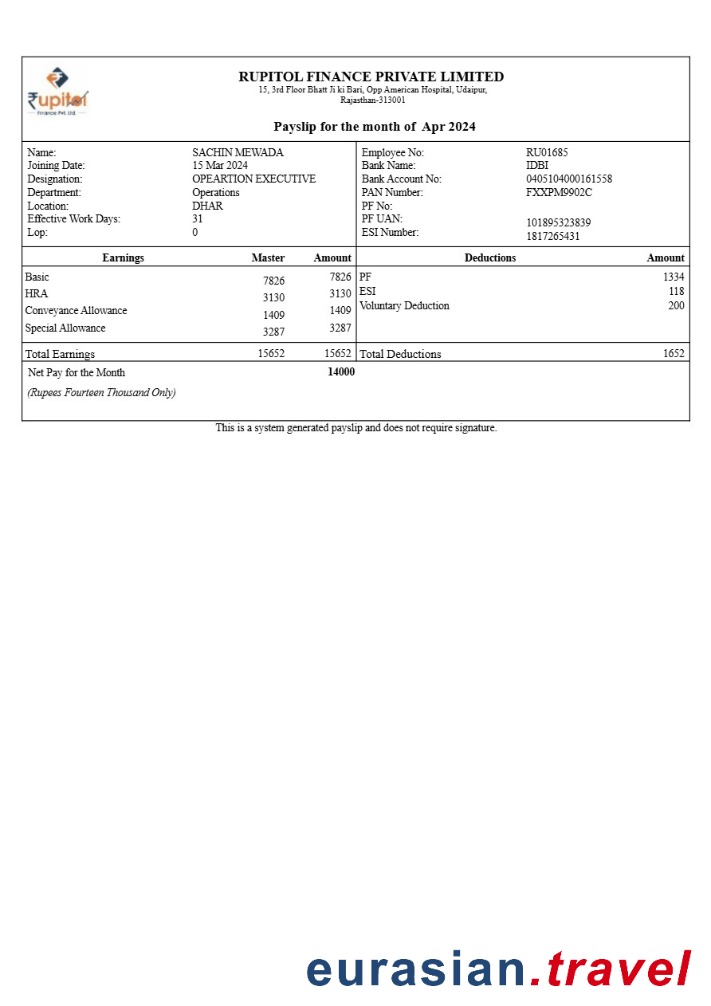 ₹upitol
Finance Pvt. Ltd.
RUPITOL FINANCE PRIVATE LIMITED
15, 3rd Floor Bhatt Ji ki Bari, Opp American Hospital, Udaipur,
Rajasthan-313001
Payslip for the month of Apr 2024
Name: SACHIN MEWADA Employee No: RU01685
Joining Date: 15 Mar 2024 Bank Name: IDBI
Designation: OPEARTION EXECUTIVE Bank Account No: 0405104000161558
Department: Operations PAN Number: FXXPM9902C
Location: DHAR PF No:
Effective Work Days: 31 PF UAN: 101895323839
Lop: 0 ESI Number: 1817265431
Earnings Master Amount Deductions Amount
Basic 7826 7826 PF 1334
HRA 3130 3130 ESI 118
Conveyance Allowance 1409 1409 Voluntary Deduction 200
Special Allowance 3287 3287
Total Earnings 15652 15652 Total Deductions 1652
Net Pay for the Month 14000
(Rupees Fourteen Thousand Only)
This is a system generated payslip and does not require signature.
eurasian.travel